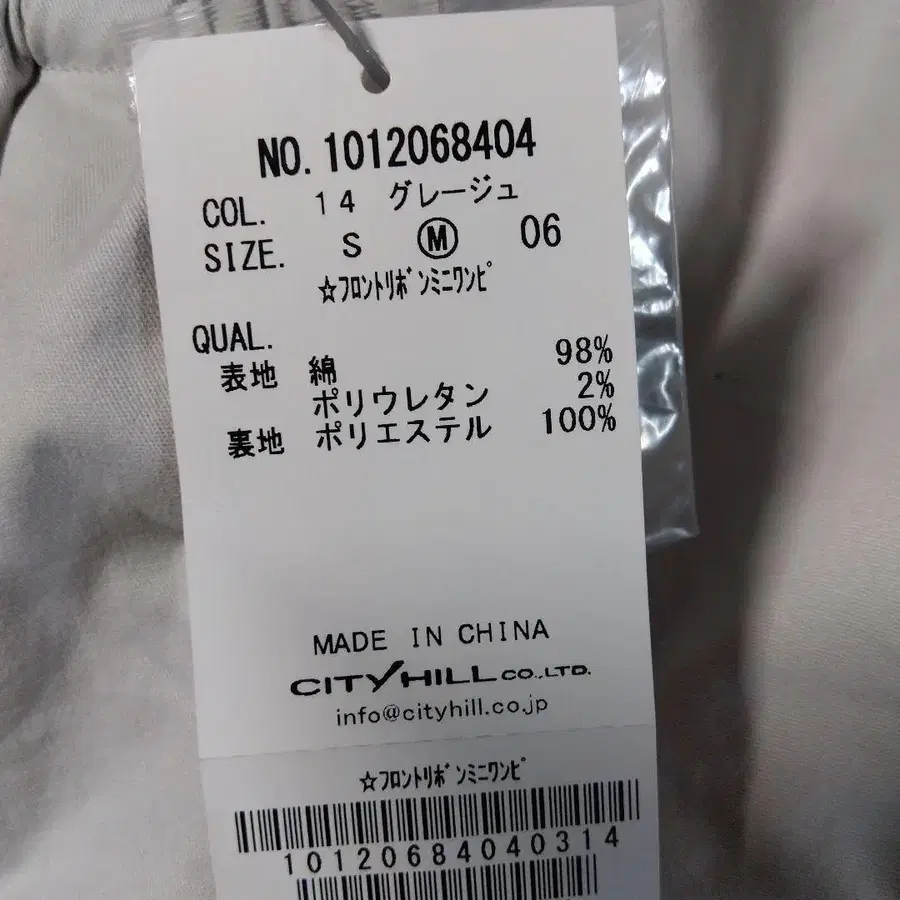 NO. 1012068404
COL. 14 グレージュ
SIZE. S Ⓜ 06
☆ﾌﾛﾝﾄﾘﾎﾞﾝﾐﾆﾜﾝﾋﾟ
QUAL.
表地 綿 98%
ポリウレタン 2%
裏地 ポリエステル 100%
MADE IN CHINA
CITYHILL CO.,LTD.
info@cityhill.co.jp
☆ﾌﾛﾝﾄﾘﾎﾞﾝﾐﾆﾜﾝﾋﾟ
10120684040314